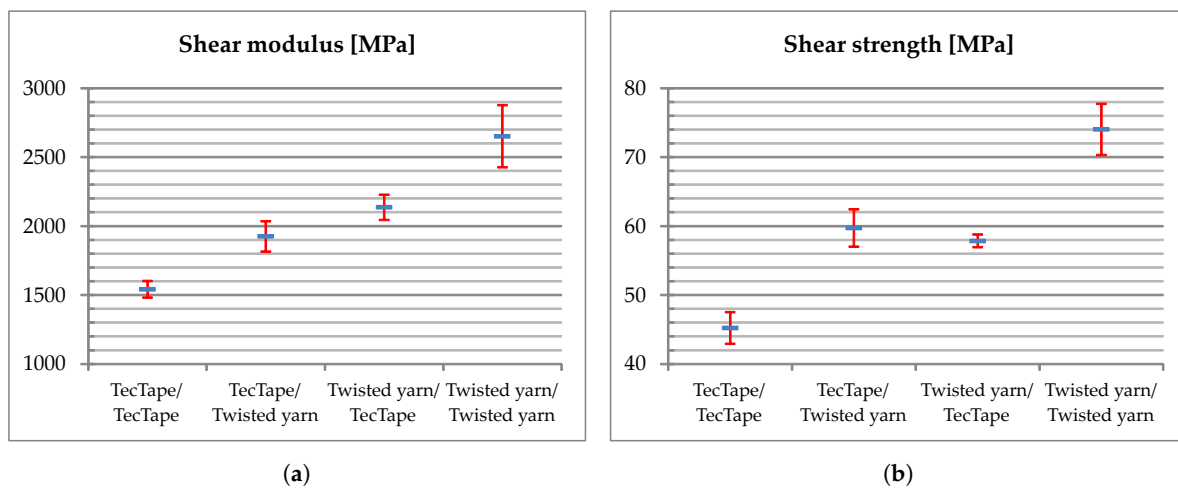 Shear modulus [MPa]
3000
2500
2000
1500
1000
TecTape/ TecTape/ Twisted yarn/ Twisted yarn/
TecTape Twisted yarn TecTape Twisted yarn
(a)
Shear strength [MPa]
80
70
60
50
40
TecTape/ TecTape/ Twisted yarn/ Twisted yarn/
TecTape Twisted yarn TecTape Twisted yarn
(b)